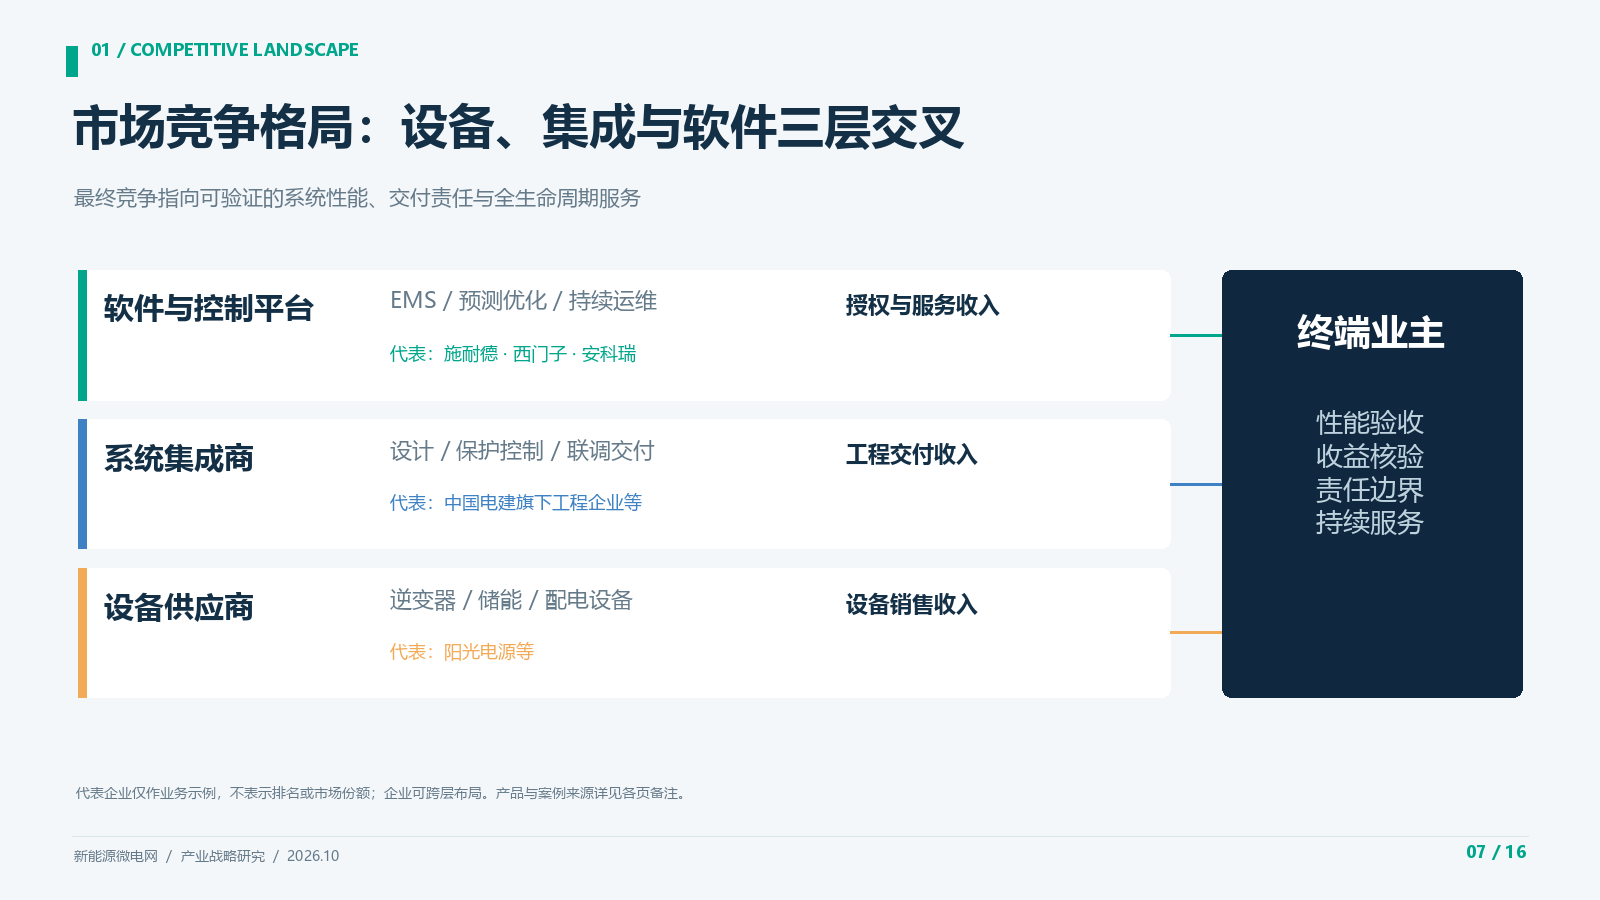 01 / COMPETITIVE LANDSCAPE
市场竞争格局：设备、集成与软件三层交叉
最终竞争指向可验证的系统性能、交付责任与全生命周期服务
软件与控制平台
EMS / 预测优化 / 持续运维
代表：施耐德 · 西门子 · 安科瑞
授权与服务收入
系统集成商
设计 / 保护控制 / 联调交付
代表：中国电建旗下工程企业等
工程交付收入
设备供应商
逆变器 / 储能 / 配电设备
代表：阳光电源等
设备销售收入
终端业主
性能验收
收益核验
责任边界
持续服务
代表企业仅作业务示例，不表示排名或市场份额；企业可跨层布局。产品与案例来源详见各页备注。
新能源微电网 / 产业战略研究 / 2026.10
07 / 16